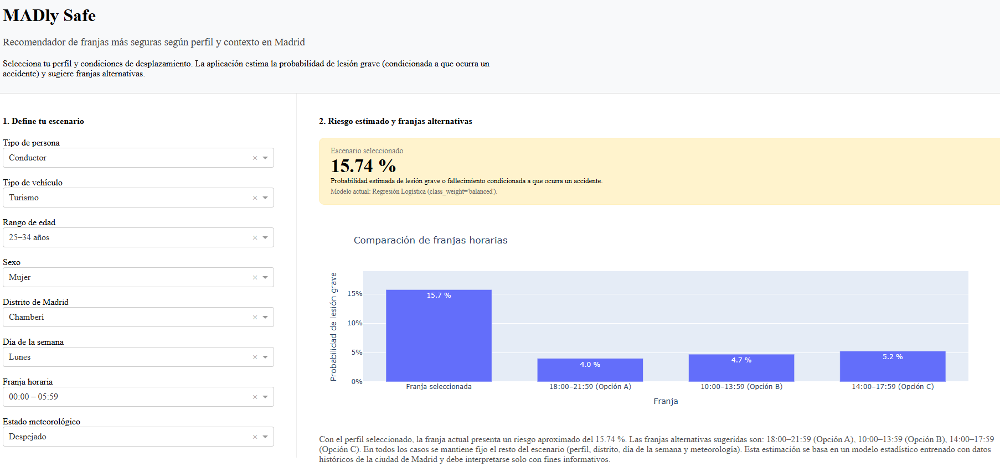 MADly Safe
Recomendador de franjas más seguras según perfil y contexto en Madrid
Selecciona tu perfil y condiciones de desplazamiento. La aplicación estima la probabilidad de lesión grave (condicionada a que ocurra un
accidente) y sugiere franjas alternativas.
1. Define tu escenario
Tipo de persona
Conductor
Tipo de vehículo
Turismo
Rango de edad
25–34 años
Sexo
Mujer
Distrito de Madrid
Chamberí
Día de la semana
Lunes
Franja horaria
00:00 – 05:59
Estado meteorológico
Despejado
2. Riesgo estimado y franjas alternativas
Escenario seleccionado
15.74 %
Probabilidad estimada de lesión grave o fallecimiento condicionada a que ocurra un accidente.
Modelo actual: Regresión Logística (class_weight='balanced').
Comparación de franjas horarias
Probabilidad de lesión grave
15%
10%
5%
0%
15.7 %
4.0 %
4.7 %
5.2 %
Franja seleccionada
18:00–21:59 (Opción A)
10:00–13:59 (Opción B)
14:00–17:59 (Opción C)
Franja
Con el perfil seleccionado, la franja actual presenta un riesgo aproximado del 15.74 %. Las franjas alternativas sugeridas son: 18:00–21:59 (Opción A), 10:00–13:59 (Opción B), 14:00–17:59
(Opción C). En todos los casos se mantiene fijo el resto del escenario (perfil, distrito, día de la semana y meteorología). Esta estimación se basa en un modelo estadístico entrenado con datos
históricos de la ciudad de Madrid y debe interpretarse solo con fines informativos.